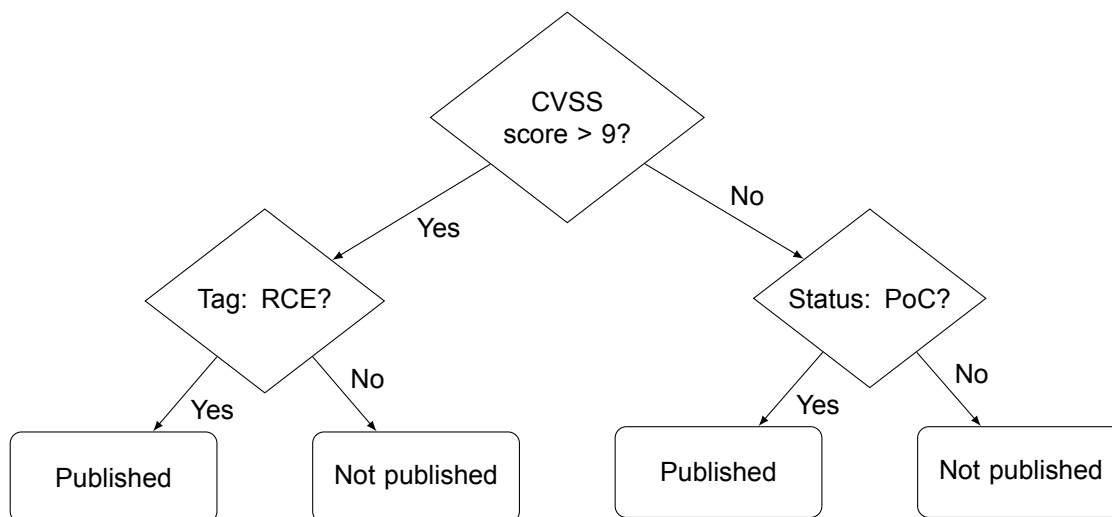 CVSS
score > 9?
Yes
No
Tag: RCE?
Status: PoC?
Yes
No
Yes
No
Published
Not published
Published
Not published